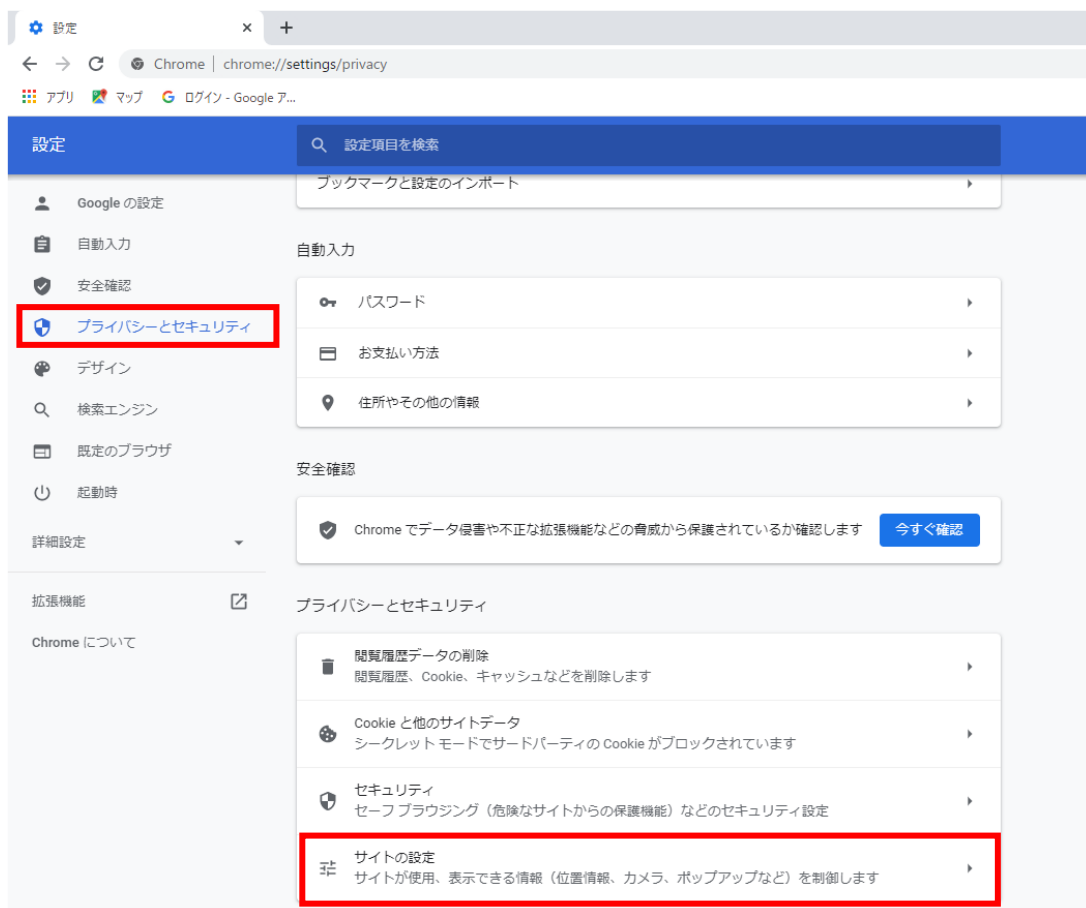 設定
Chrome | chrome://settings/privacy
アプリ マップ ログイン - Google ア...
設定
設定項目を検索
Google の設定
自動入力
安全確認
プライバシーとセキュリティ
デザイン
検索エンジン
既定のブラウザ
起動時
詳細設定
拡張機能
Chrome について
ブックマークと設定のインポート
自動入力
パスワード
お支払い方法
住所やその他の情報
安全確認
Chrome でデータ侵害や不正な拡張機能などの脅威から保護されているか確認します 今すぐ確認
プライバシーとセキュリティ
閲覧履歴データの削除
閲覧履歴、Cookie、キャッシュなどを削除します
Cookie と他のサイトデータ
シークレット モードでサードパーティの Cookie がブロックされています
セキュリティ
セーフ ブラウジング（危険なサイトからの保護機能）などのセキュリティ設定
サイトの設定
サイトが使用、表示できる情報（位置情報、カメラ、ポップアップなど）を制御します